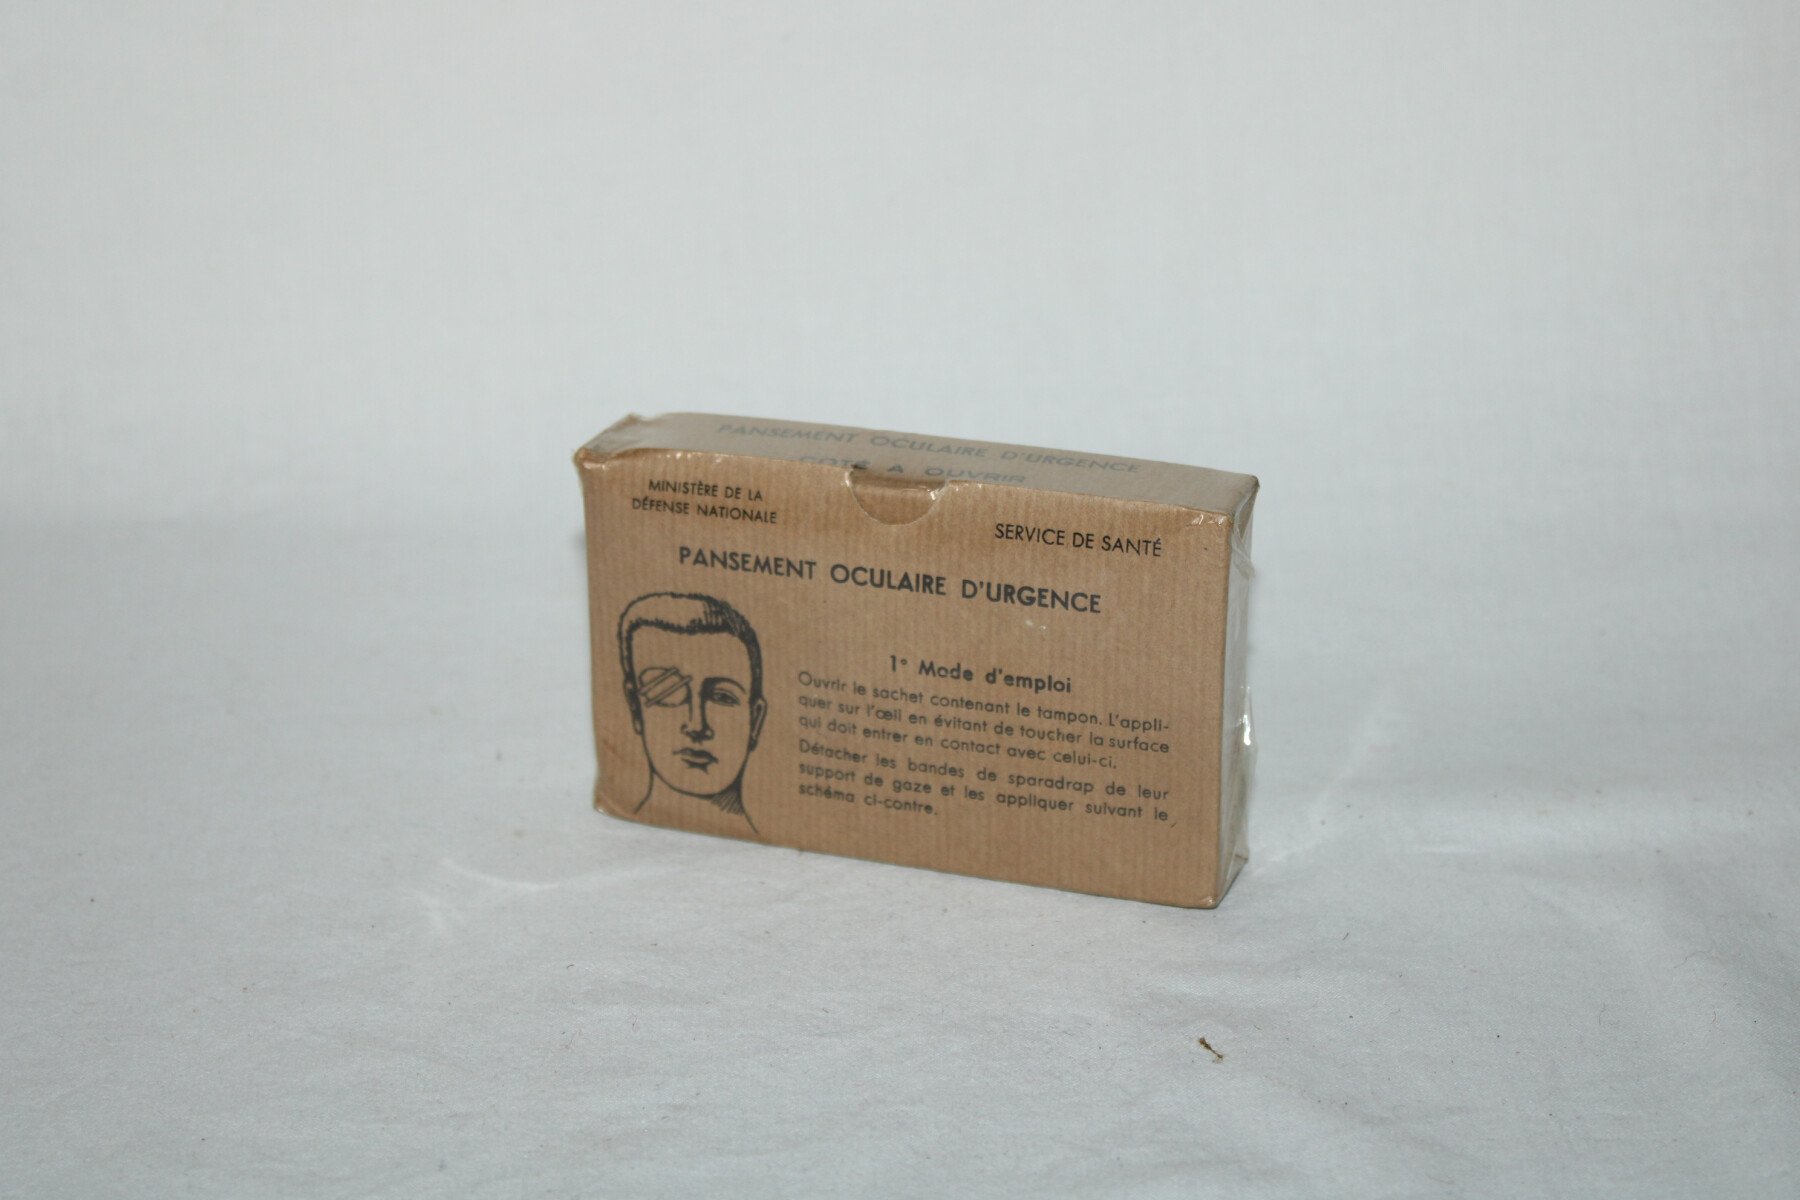 PANSEMENT OCULAIRE D'URGENCE
COTÉ A OUVRIR
MINISTÈRE DE LA
DÉFENSE NATIONALE
SERVICE DE SANTÉ
PANSEMENT OCULAIRE D'URGENCE
1° Mode d'emploi
Ouvrir le sachet contenant le tampon. L'appli-
quer sur l'œil en évitant de toucher la surface
qui doit entrer en contact avec celui-ci.
Détacher les bandes de sparadrap de leur
support de gaze et les appliquer suivant le
schéma ci-contre.